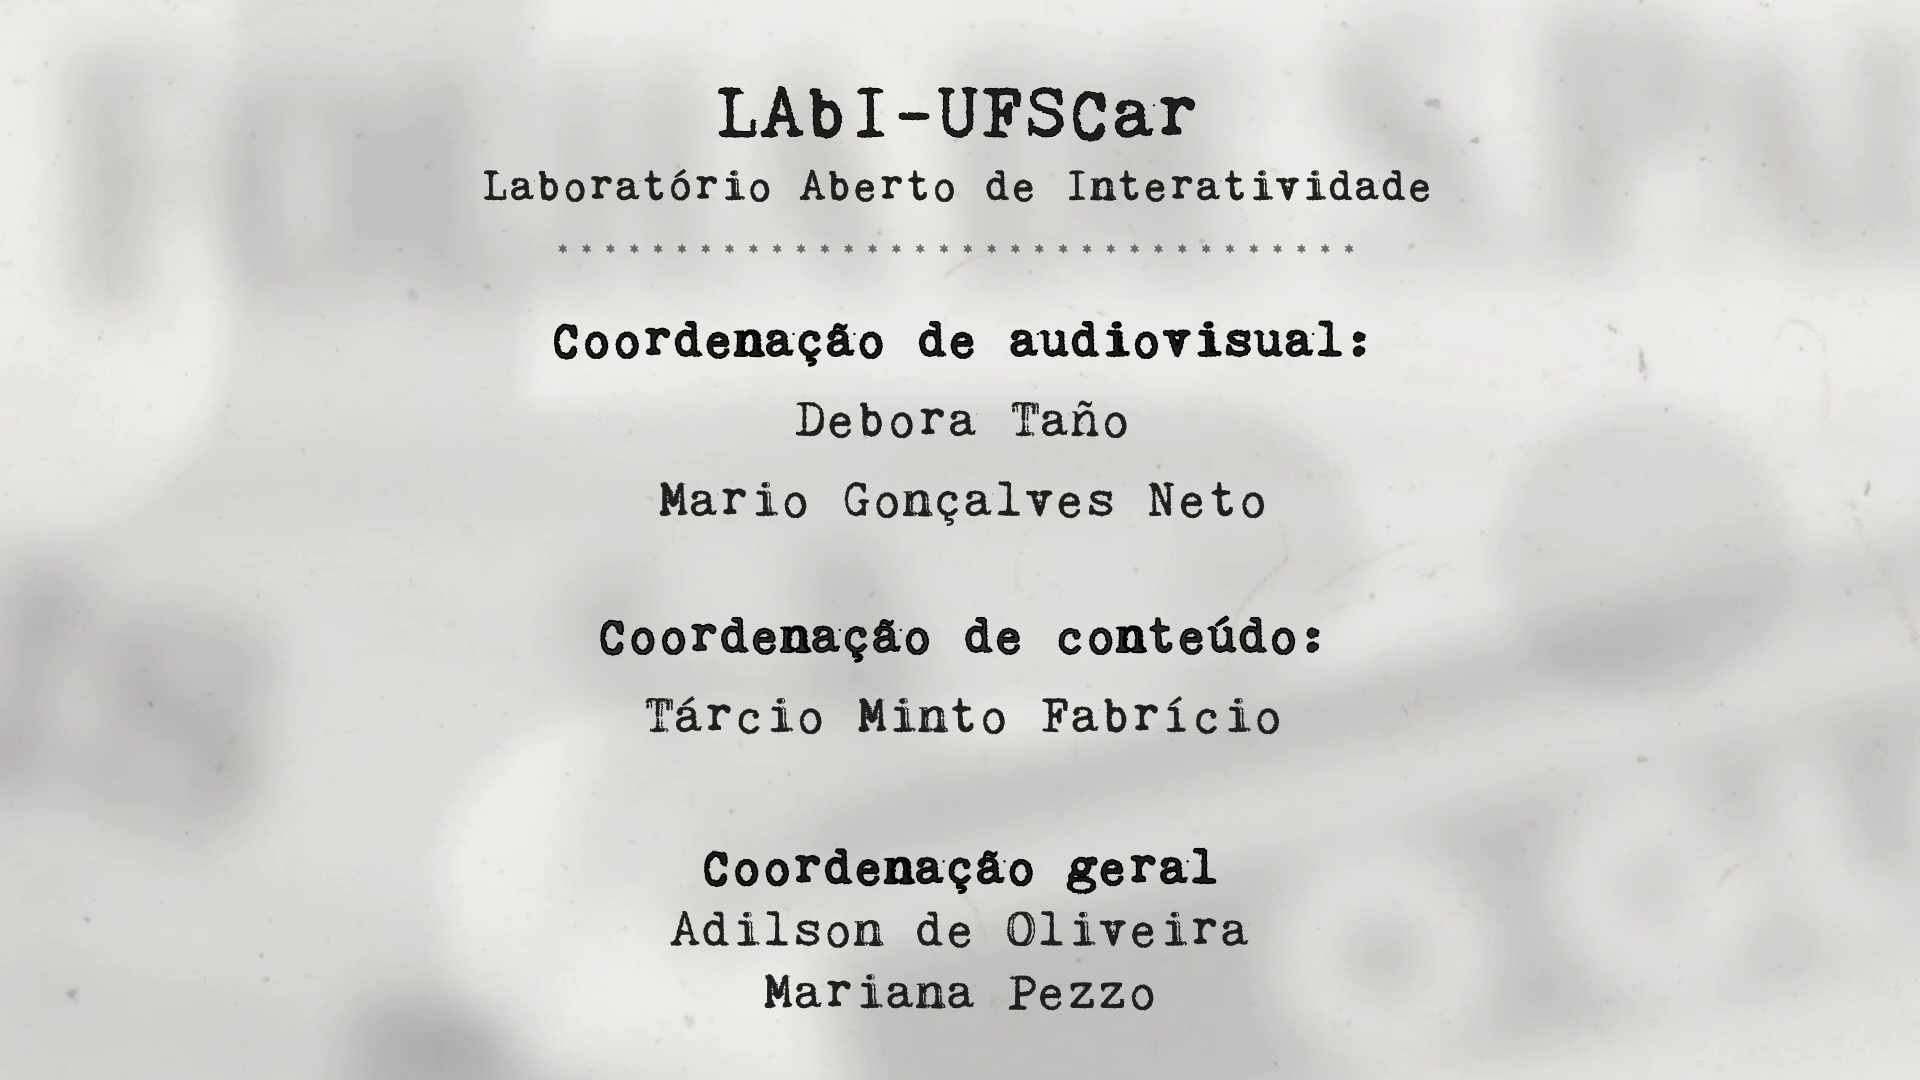 LAbI-UFSCar
Laboratório Aberto de Interatividade
**********************************
Coordenação de audiovisual:
Debora Taño
Mario Gonçalves Neto
Coordenação de conteúdo:
Tárcio Minto Fabrício
Coordenação geral
Adilson de Oliveira
Mariana Pezzo